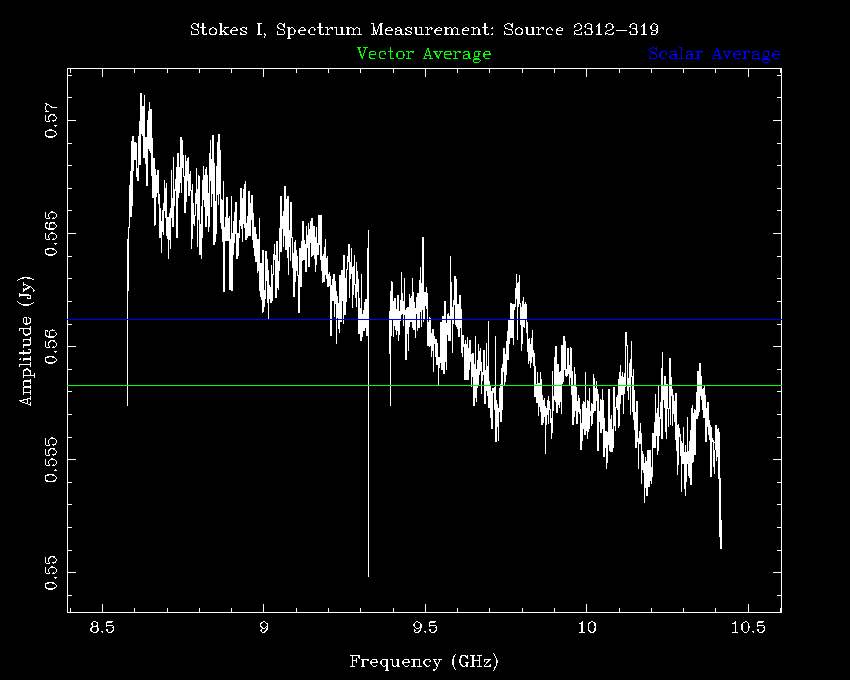 Stokes I, Spectrum Measurement: Source 2312−319
Vector Average
Scalar Average
0.57
0.565
0.56
0.555
0.55
Amplitude (Jy)
8.5
9
9.5
10
10.5
Frequency (GHz)